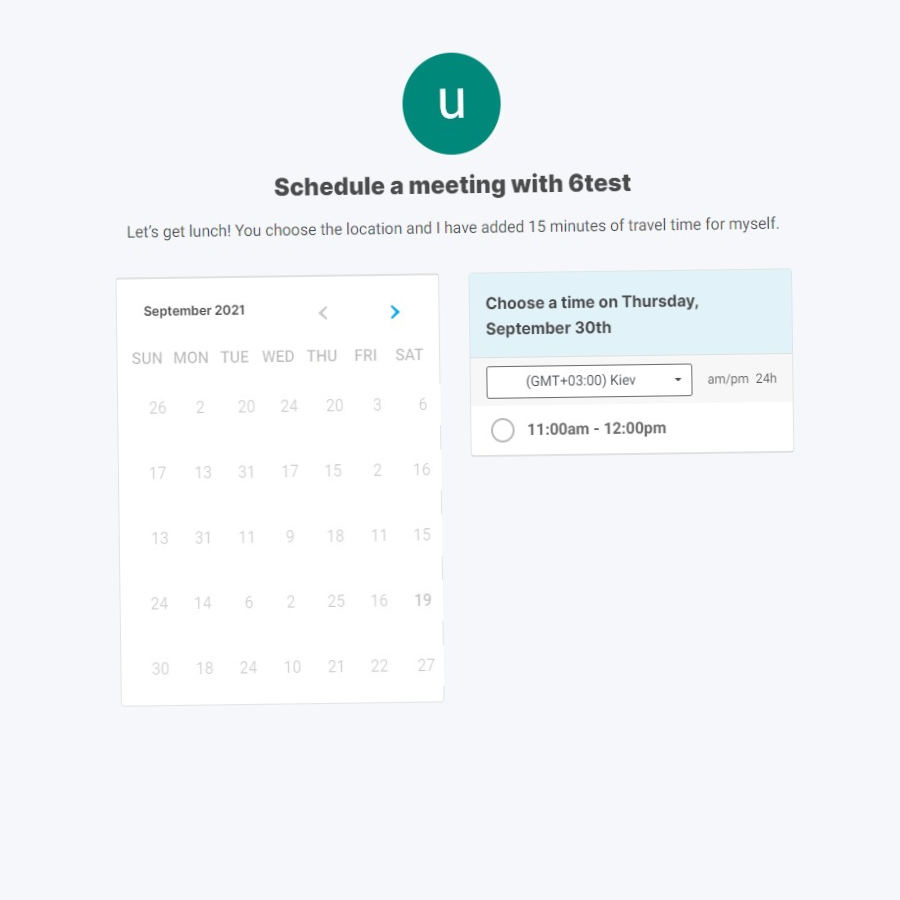 u
Schedule a meeting with 6test
Let's get lunch! You choose the location and I have added 15 minutes of travel time for myself.
September 2021
SUN MON TUE WED THU FRI SAT
26 2 20 24 20 3 6
17 13 31 17 15 2 16
13 31 11 9 18 11 15
24 14 6 2 25 16 19
30 18 24 10 21 22 27
Choose a time on Thursday,
September 30th
(GMT+03:00) Kiev
am/pm 24h
11:00am - 12:00pm